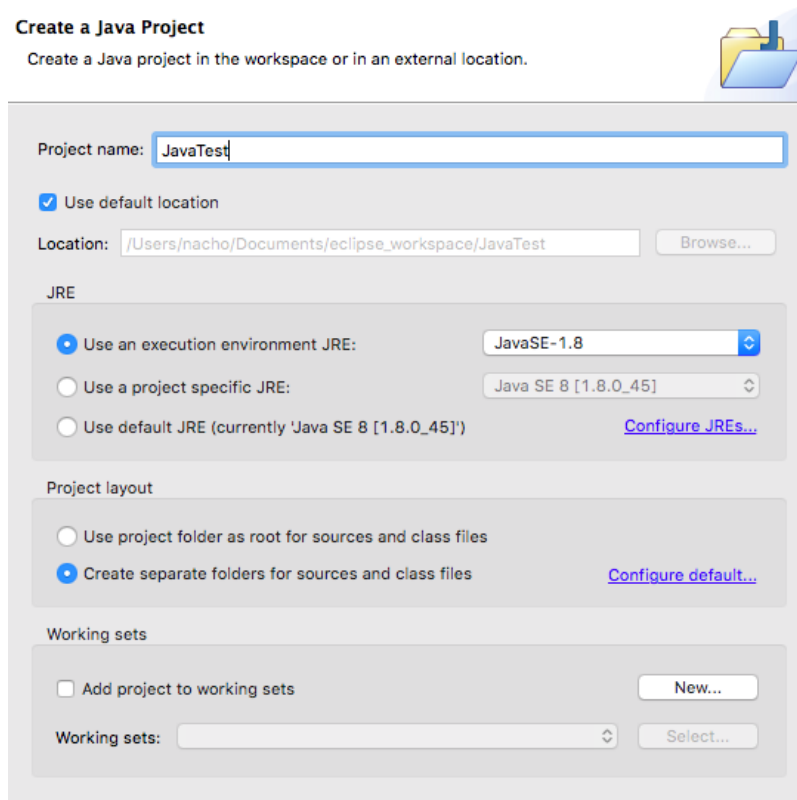 Create a Java Project
Create a Java project in the workspace or in an external location.
Project name: JavaTest
Use default location
Location: /Users/nacho/Documents/eclipse_workspace/JavaTest Browse...
JRE
Use an execution environment JRE: JavaSE-1.8
Use a project specific JRE: Java SE 8 [1.8.0_45]
Use default JRE (currently 'Java SE 8 [1.8.0_45]') Configure JREs...
Project layout
Use project folder as root for sources and class files
Create separate folders for sources and class files Configure default...
Working sets
Add project to working sets New...
Working sets: Select...